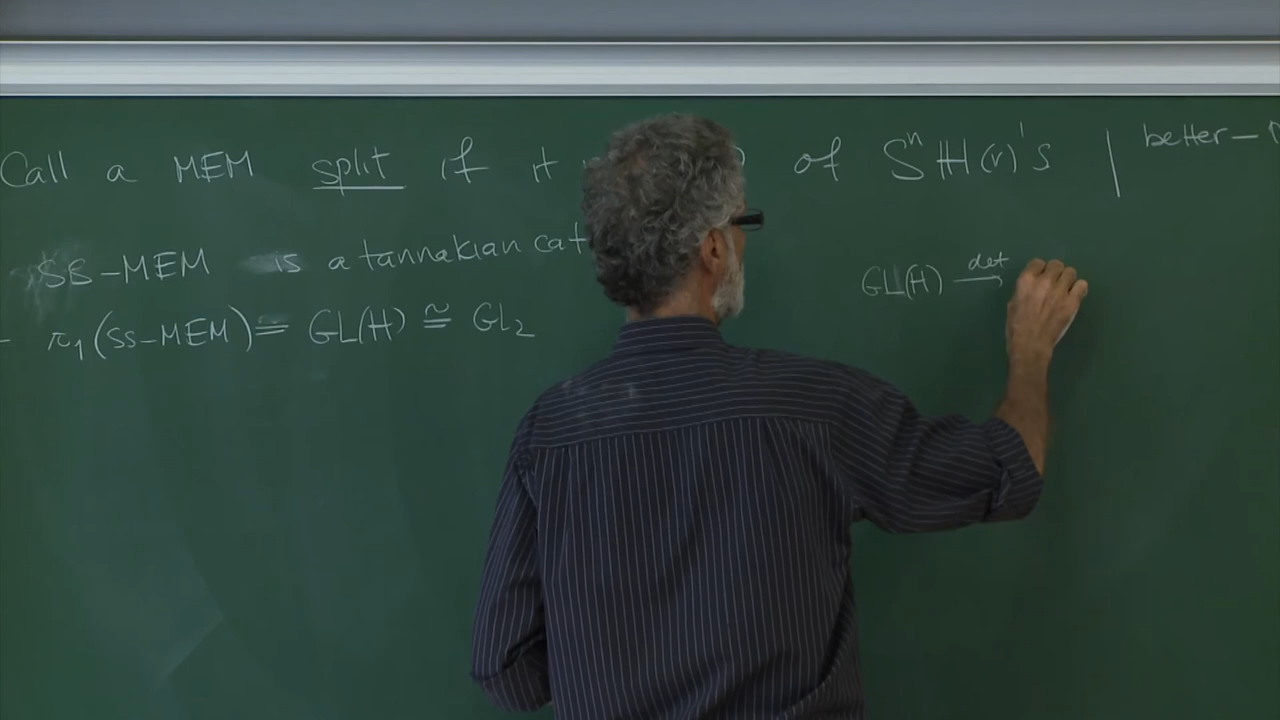 Call a MEM split if it of SⁿℍH(r)'s | better –
SS–MEM is a tannakian cat
– π₁(SS–MEM) ≅ GL(H) ≅ GL₂
GL(H) det →